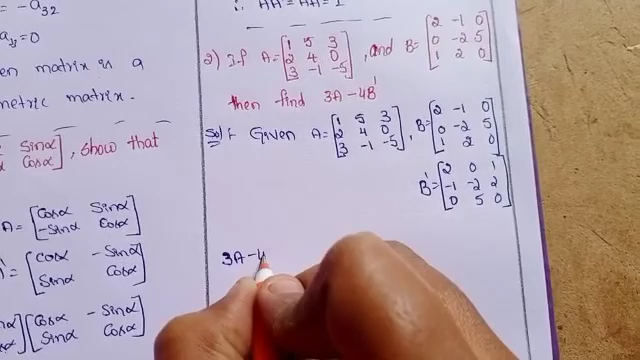 = -a₃₂
a₃₃=0
en matrix is a
metric matrix.
Sinα
Cosα], show that
A = [Cosα Sinα
-Sinα Cosα]
= [Cosα -Sinα
Sinα Cosα]
][Cosα -Sinα
Sinα Cosα]
∴ AA' = A'A = I
2) If A = [1 5 3
2 4 0
3 -1 -5], and B = [2 -1 0
0 -2 5
1 2 0]
then find 3A-4B'
Sol:- Given A = [1 5 3
2 4 0
3 -1 -5], B = [2 -1 0
0 -2 5
1 2 0]
B' = [2 0 1
-1 -2 2
0 5 0]
3A-4